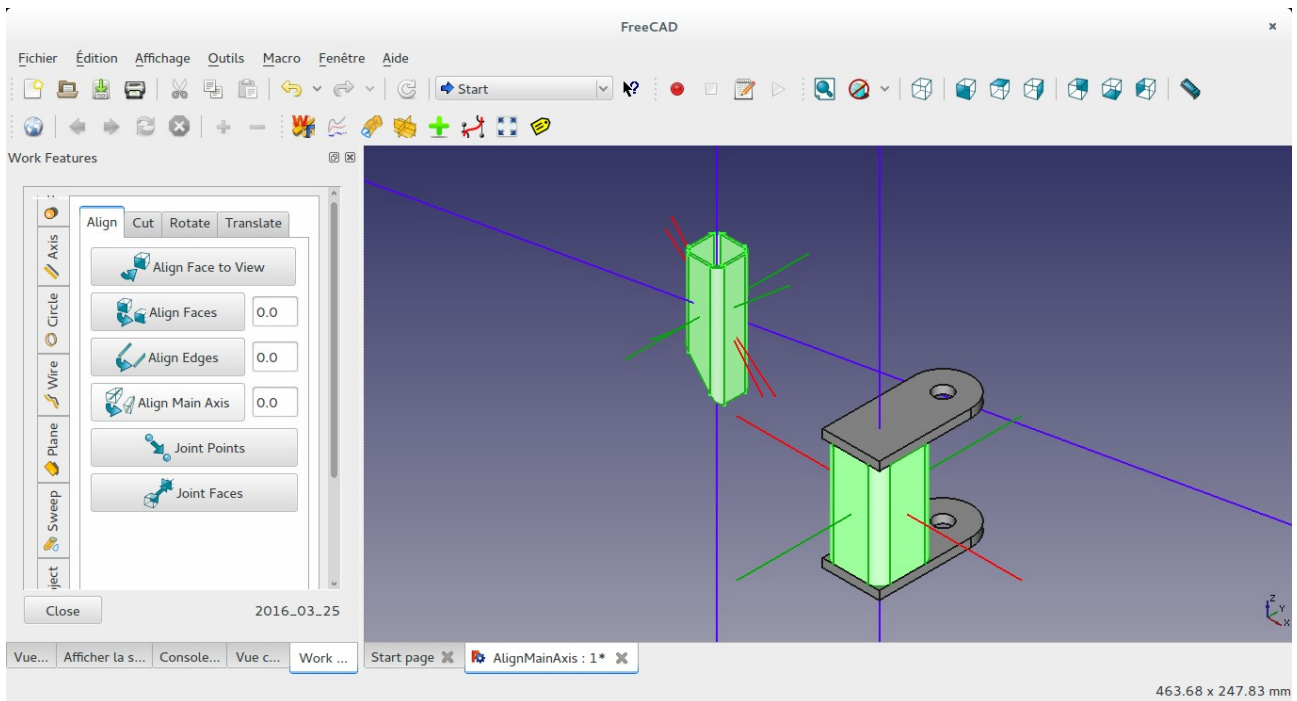 FreeCAD
Fichier Édition Affichage Outils Macro Fenêtre Aide
Start
Work Features
Align Cut Rotate Translate
Axis
Circle
Wire
Plane
Sweep
ject
Align Face to View
Align Faces 0.0
Align Edges 0.0
Align Main Axis 0.0
Joint Points
Joint Faces
Close 2016_03_25
Z
Y
X
Vue... Afficher la s... Console... Vue c... Work ... Start page AlignMainAxis : 1*
463.68 x 247.83 mm